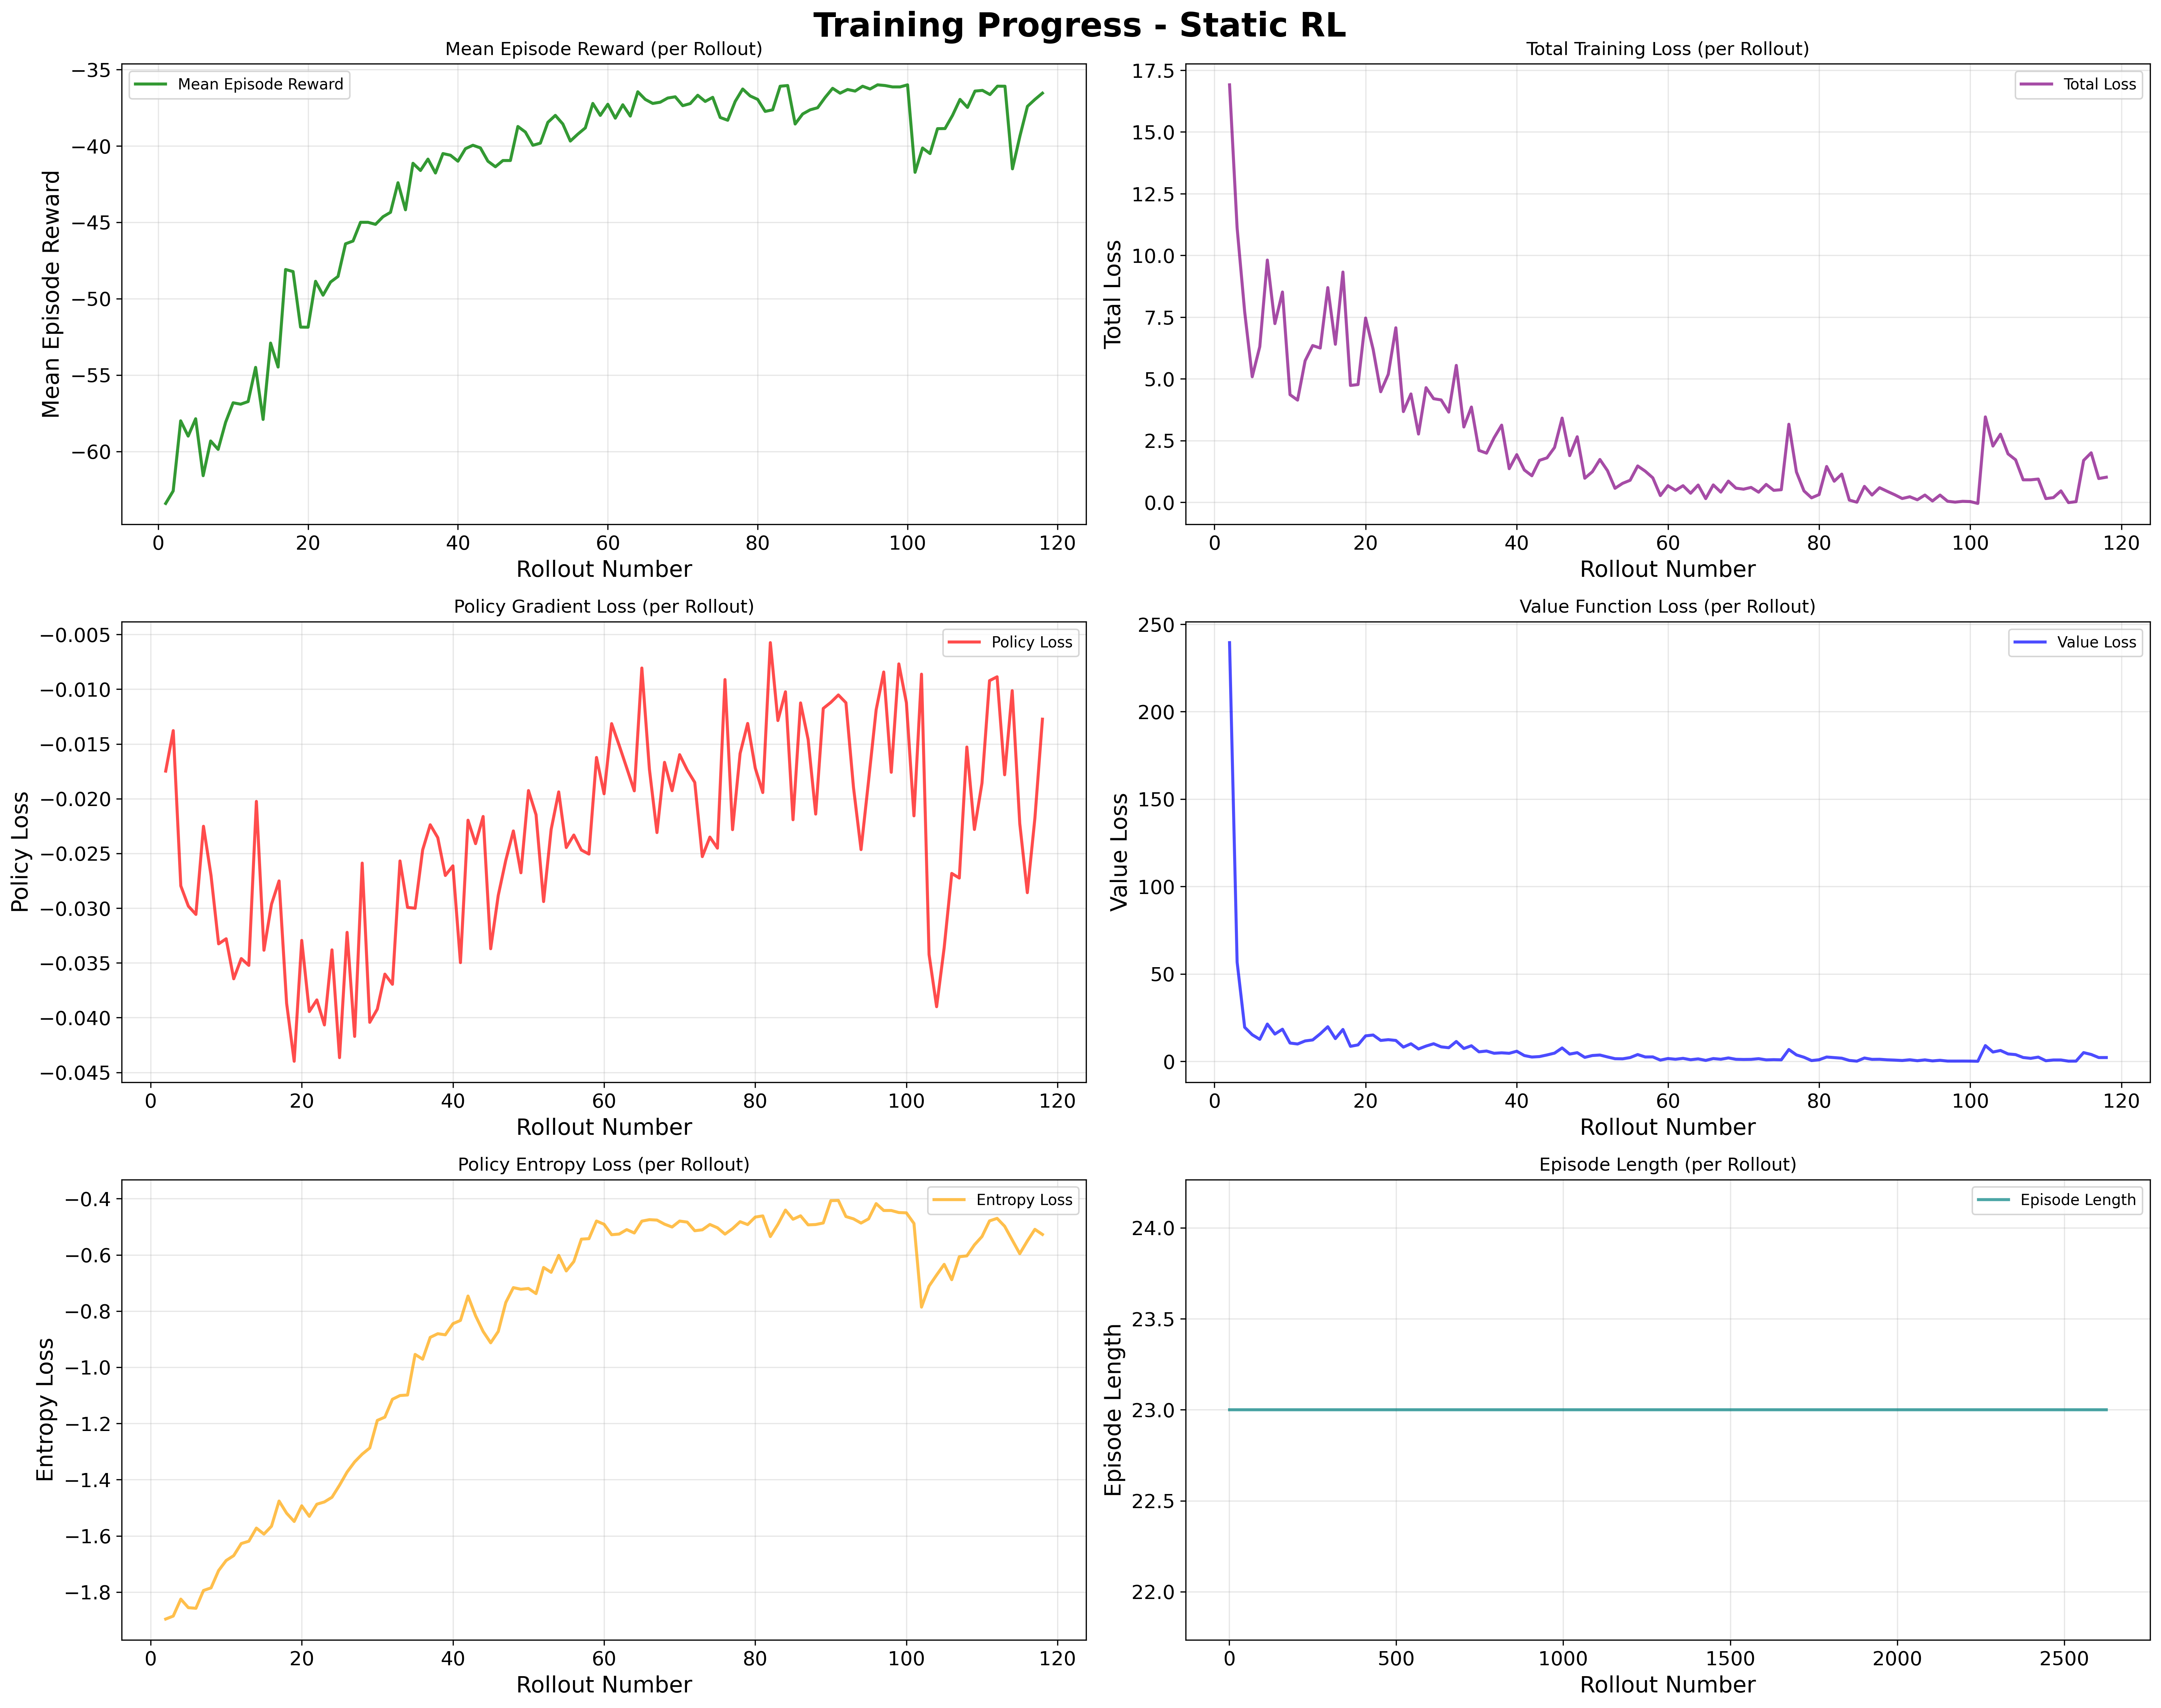 Training Progress - Static RL
Mean Episode Reward (per Rollout)
Mean Episode Reward
Mean Episode Reward
−35
−40
−45
−50
−55
−60
0 20 40 60 80 100 120
Rollout Number
Total Training Loss (per Rollout)
Total Loss
Total Loss
17.5
15.0
12.5
10.0
7.5
5.0
2.5
0.0
0 20 40 60 80 100 120
Rollout Number
Policy Gradient Loss (per Rollout)
Policy Loss
Policy Loss
−0.005
−0.010
−0.015
−0.020
−0.025
−0.030
−0.035
−0.040
−0.045
0 20 40 60 80 100 120
Rollout Number
Value Function Loss (per Rollout)
Value Loss
Value Loss
250
200
150
100
50
0
0 20 40 60 80 100 120
Rollout Number
Policy Entropy Loss (per Rollout)
Entropy Loss
Entropy Loss
−0.4
−0.6
−0.8
−1.0
−1.2
−1.4
−1.6
−1.8
0 20 40 60 80 100 120
Rollout Number
Episode Length (per Rollout)
Episode Length
Episode Length
24.0
23.5
23.0
22.5
22.0
0 500 1000 1500 2000 2500
Rollout Number